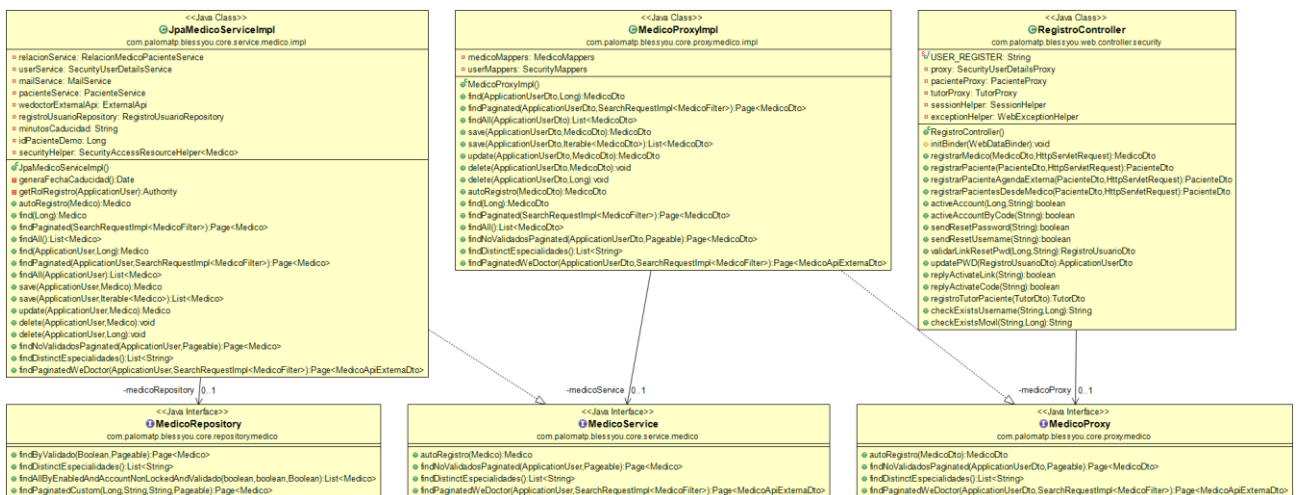 <<Java Class>>
JpaMedicoServiceImpl
com.palomatp.blessyou.core.service.medico.impl
relacionService: RelacionMedicoPacienteService
userService: SecurityUserDetailsService
mailService: MailService
pacienteService: PacienteService
wedoctorExternalApi: ExternalApi
registroUsuarioRepository: RegistroUsuarioRepository
minutosCaducidad: String
idPacienteDemo: Long
securityHelper: SecurityAccessResourceHelper<Medico>
JpaMedicoServiceImpl()
generaFechaCaducidad():Date
getRolRegistro(ApplicationUser):Authority
autoRegistro(Medico):Medico
find(Long):Medico
findPaginated(SearchRequestImpl<MedicoFilter>):Page<Medico>
findAll():List<Medico>
find(ApplicationUser,Long):Medico
findPaginated(ApplicationUser,SearchRequestImpl<MedicoFilter>):Page<Medico>
findAll(ApplicationUser):List<Medico>
save(ApplicationUser,Medico):Medico
save(ApplicationUser,Iterable<Medico>):List<Medico>
update(ApplicationUser,Medico):Medico
delete(ApplicationUser,Medico):void
delete(ApplicationUser,Long):void
findNoValidadosPaginated(ApplicationUser,Pageable):Page<Medico>
findDistinctEspecialidades():List<String>
findPaginatedWeDoctor(ApplicationUser,SearchRequestImpl<MedicoFilter>):Page<MedicoApiExternaDto>
<<Java Class>>
MedicoProxyImpl
com.palomatp.blessyou.core.proxy.medico.impl
medicoMappers: MedicoMappers
userMappers: SecurityMappers
MedicoProxyImpl()
find(ApplicationUserDto,Long):MedicoDto
findPaginated(ApplicationUserDto,SearchRequestImpl<MedicoFilter>):Page<MedicoDto>
findAll(ApplicationUserDto):List<MedicoDto>
save(ApplicationUserDto,MedicoDto):MedicoDto
save(ApplicationUserDto,Iterable<MedicoDto>):List<MedicoDto>
update(ApplicationUserDto,MedicoDto):MedicoDto
delete(ApplicationUserDto,MedicoDto):void
delete(ApplicationUserDto,Long):void
autoRegistro(MedicoDto):MedicoDto
find(Long):MedicoDto
findPaginated(SearchRequestImpl<MedicoFilter>):Page<MedicoDto>
findAll():List<MedicoDto>
findNoValidadosPaginated(ApplicationUserDto,Pageable):Page<MedicoDto>
findDistinctEspecialidades():List<String>
findPaginatedWeDoctor(ApplicationUserDto,SearchRequestImpl<MedicoFilter>):Page<MedicoApiExternaDto>
<<Java Class>>
RegistroController
com.palomatp.blessyou.web.controller.security
USER_REGISTER: String
proxy: SecurityUserDetailsProxy
pacienteProxy: PacienteProxy
tutorProxy: TutorProxy
sessionHelper: SessionHelper
exceptionHelper: WebExceptionHelper
RegistroController()
initBinder(WebDataBinder):void
registrarMedico(MedicoDto,HttpServletRequest):MedicoDto
registrarPaciente(PacienteDto,HttpServletRequest):PacienteDto
registrarPacienteAgendaExterna(PacienteDto,HttpServletRequest):PacienteDto
registrarPacientesDesdeMedico(PacienteDto,HttpServletRequest):PacienteDto
activeAccount(Long,String):boolean
activeAccountByCode(String):boolean
sendResetPassword(String):boolean
sendResetUsername(String):boolean
validarLinkResetPwd(Long,String):RegistroUsuarioDto
updatePWD(RegistroUsuarioDto):ApplicationUserDto
replyActivateLink(String):boolean
replyActivateCode(String):boolean
registroTutorPaciente(TutorDto):TutorDto
checkExistsUsername(String,Long):String
checkExistsMovil(String,Long):String
-medicoRepository 0..1
-medicoService 0..1
-medicoProxy 0..1
<<Java Interface>>
MedicoRepository
com.palomatp.blessyou.core.repository.medico
findByValidado(Boolean,Pageable):Page<Medico>
findDistinctEspecialidades():List<String>
findAllByEnabledAndAccountNonLockedAndValidado(boolean,boolean,Boolean):List<Medico>
findPaginatedCustom(Long,String,String,Pageable):Page<Medico>
<<Java Interface>>
MedicoService
com.palomatp.blessyou.core.service.medico
autoRegistro(Medico):Medico
findNoValidadosPaginated(ApplicationUser,Pageable):Page<Medico>
findDistinctEspecialidades():List<String>
findPaginatedWeDoctor(ApplicationUser,SearchRequestImpl<MedicoFilter>):Page<MedicoApiExternaDto>
<<Java Interface>>
MedicoProxy
com.palomatp.blessyou.core.proxy.medico
autoRegistro(MedicoDto):MedicoDto
findNoValidadosPaginated(ApplicationUserDto,Pageable):Page<MedicoDto>
findDistinctEspecialidades():List<String>
findPaginatedWeDoctor(ApplicationUserDto,SearchRequestImpl<MedicoFilter>):Page<MedicoApiExternaDto>